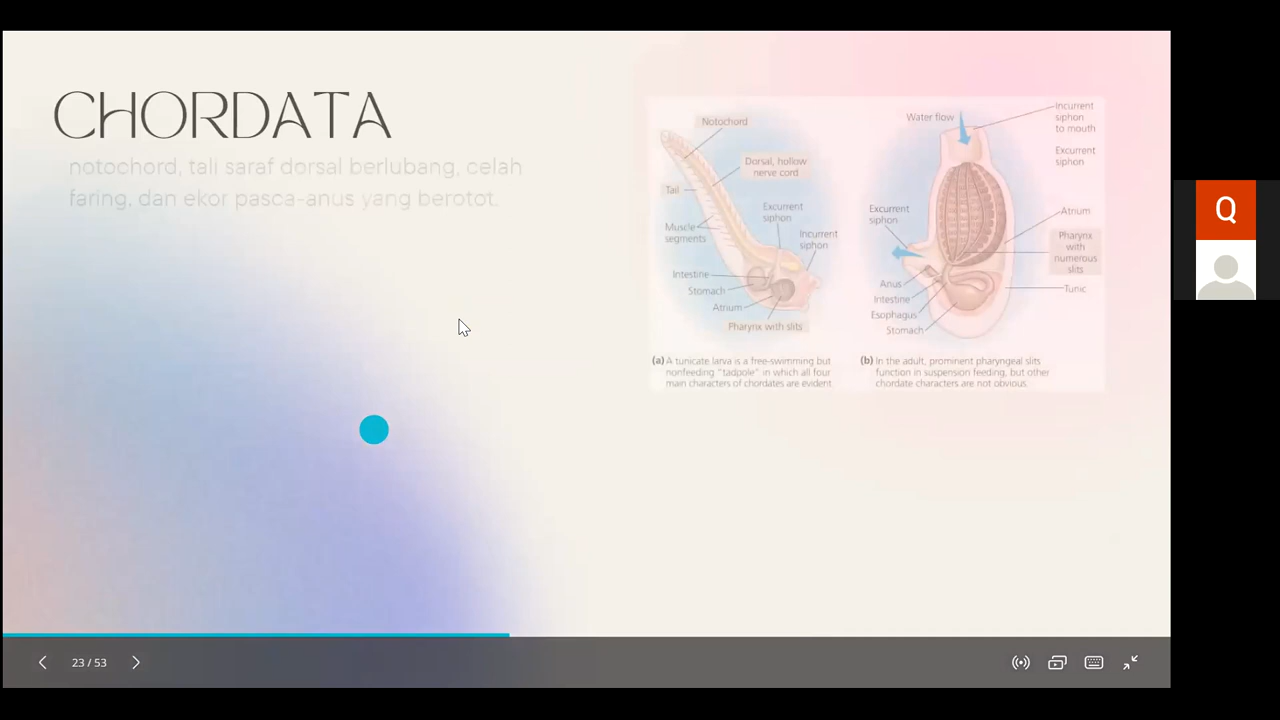 CHORDATA
notochord, tali saraf dorsal berlubang, celah
faring, dan ekor pasca-anus yang berotot.
Notochord
Dorsal, hollow
nerve cord
Tail
Excurrent
siphon
Muscle
segments
Incurrent
siphon
Intestine
Stomach
Atrium
Pharynx with slits
(a) A tunicate larva is a free-swimming but
nonfeeding "tadpole" in which all four
main characters of chordates are evident.
Water flow
Incurrent
siphon
to mouth
Excurrent
siphon
Excurrent
siphon
Atrium
Pharynx
with
numerous
slits
Anus
Tunic
Intestine
Esophagus
Stomach
(b) In the adult, prominent pharyngeal slits
function in suspension feeding, but other
chordate characters are not obvious.
Q
23 / 53